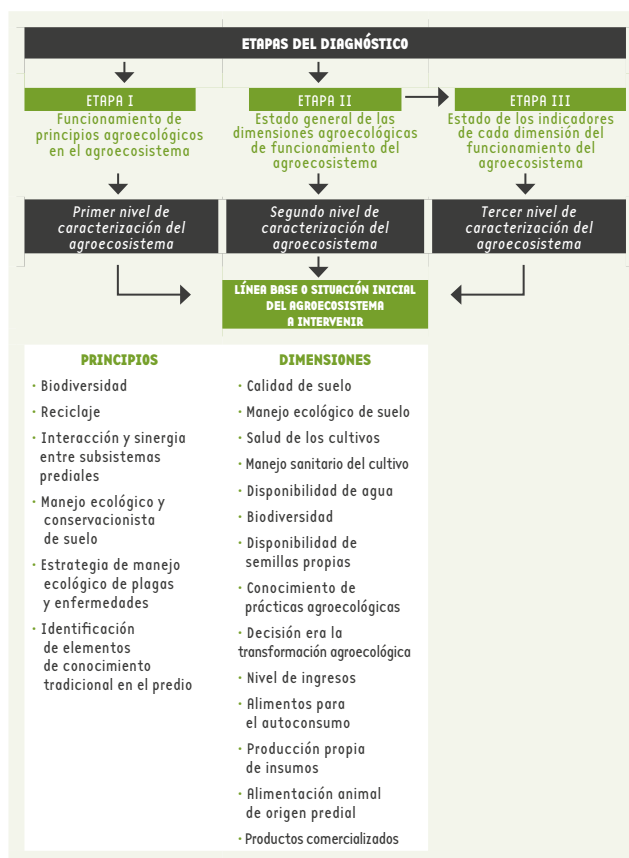 ETAPAS DEL DIAGNÓSTICO
ETAPA I
Funcionamiento de
principios agroecológicos
en el agroecosistema
ETAPA II
Estado general de las
dimensiones agroecológicas
de funcionamiento del
agroecosistema
ETAPA III
Estado de los indicadores
de cada dimensión del
funcionamiento del
agroecosistema
Primer nivel de
caracterización del
agroecosistema
Segundo nivel de
caracterización del
agroecosistema
Tercer nivel de
caracterización del
agroecosistema
LÍNEA BASE O SITUACIÓN INICIAL
DEL AGROECOSISTEMA
A INTERVENIR
PRINCIPIOS
· Biodiversidad
· Reciclaje
· Interacción y sinergia
entre subsistemas
prediales
· Manejo ecológico y
conservacionista
de suelo
· Estrategia de manejo
ecológico de plagas
y enfermedades
· Identificación
de elementos
de conocimiento
tradicional en el predio
DIMENSIONES
· Calidad de suelo
· Manejo ecológico de suelo
· Salud de los cultivos
· Manejo sanitario del cultivo
· Disponibilidad de agua
· Biodiversidad
· Disponibilidad de
semillas propias
· Conocimiento de
prácticas agroecológicas
· Decisión era la
transformación agroecológica
· Nivel de ingresos
· Alimentos para
el autoconsumo
· Producción propia
de insumos
· Alimentación animal
de origen predial
· Productos comercializados